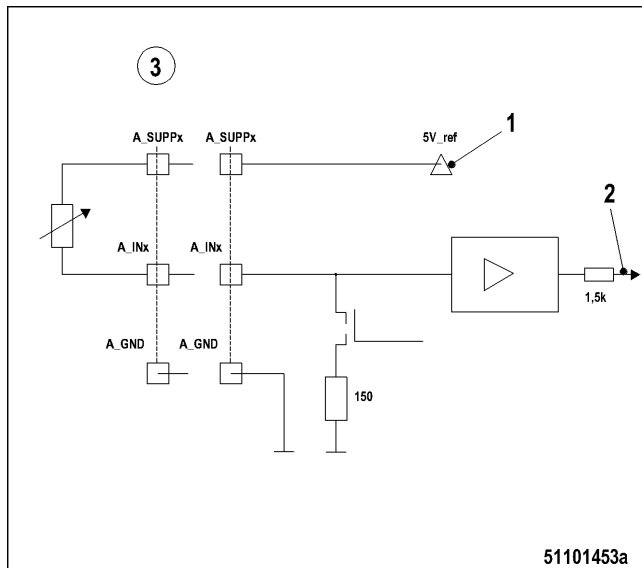 3
A_SUPPx A_SUPPx 5V_ref 1
A_INx A_INx 2
1,5k
A_GND A_GND
150
51101453a